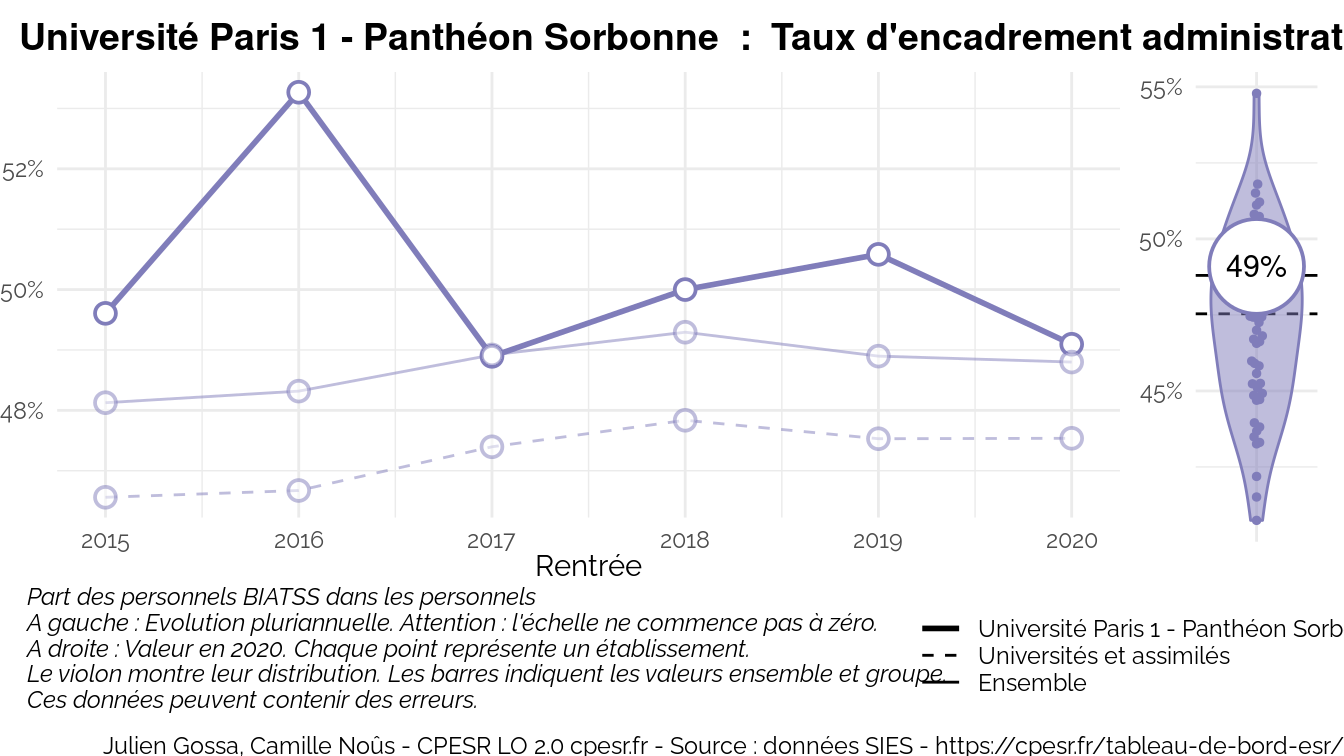 Université Paris 1 - Panthéon Sorbonne : Taux d'encadrement administrat
52%
50%
48%
2015 2016 2017 2018 2019 2020
Rentrée
55%
50%
49%
45%
Part des personnels BIATSS dans les personnels
A gauche : Evolution pluriannuelle. Attention : l'échelle ne commence pas à zéro.
A droite : Valeur en 2020. Chaque point représente un établissement.
Le violon montre leur distribution. Les barres indiquent les valeurs ensemble et groupe.
Ces données peuvent contenir des erreurs.
Université Paris 1 - Panthéon Sorb
Universités et assimilés
Ensemble
Julien Gossa, Camille Noûs - CPESR LO 2.0 cpesr.fr - Source : données SIES - https://cpesr.fr/tableau-de-bord-esr/